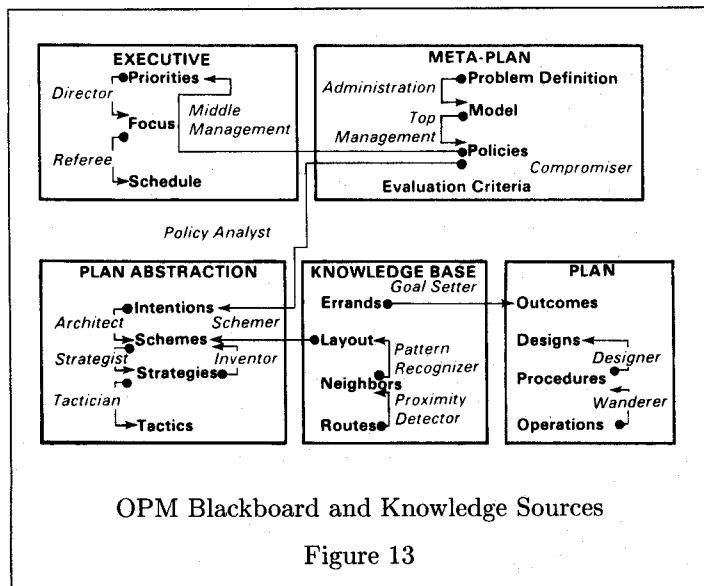 EXECUTIVE
Priorities
Director
Focus
Middle
Management
Referee
Schedule
META-PLAN
Problem Definition
Administration
Model
Top
Management
Policies
Compromiser
Evaluation Criteria
Policy Analyst
PLAN ABSTRACTION
Intentions
Architect
Schemer
Schemes
Strategist
Inventor
Strategies
Tactician
Tactics
KNOWLEDGE BASE
Goal Setter
Errands
Layout
Pattern
Recognizer
Neighbors
Proximity
Detector
Routes
PLAN
Outcomes
Designs
Designer
Procedures
Wanderer
Operations
OPM Blackboard and Knowledge Sources
Figure 13